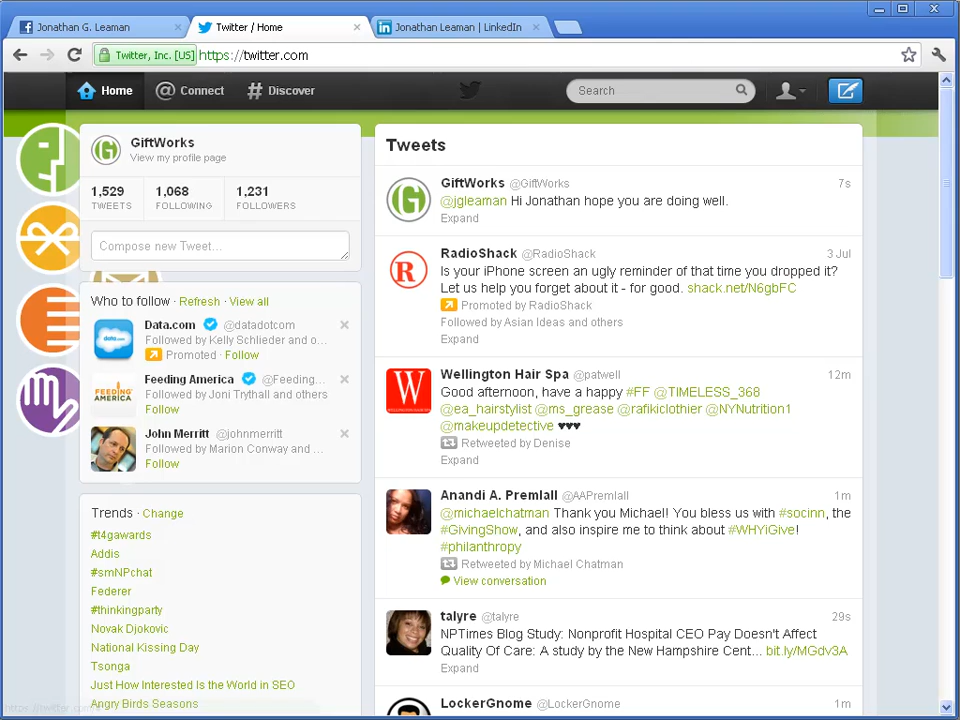 Jonathan G. Leaman
Twitter / Home
Jonathan Leaman | LinkedIn
Twitter, Inc. [US] https://twitter.com
Home
Connect
Discover
Search
GiftWorks
View my profile page
1,529
TWEETS
1,068
FOLLOWING
1,231
FOLLOWERS
Compose new Tweet...
Who to follow · Refresh · View all
Data.com @datadotcom
Followed by Kelly Schlieder and o...
Promoted · Follow
Feeding America @Feeding...
Followed by Joni Trythall and others
Follow
John Merritt @johnmerritt
Followed by Marion Conway and ...
Follow
Trends · Change
#t4gawards
Addis
#smNPchat
Federer
#thinkingparty
Novak Djokovic
National Kissing Day
Tsonga
Just How Interested Is the World in SEO
Angry Birds Seasons
Tweets
GiftWorks @GiftWorks 7s
@jgleaman Hi Jonathan hope you are doing well.
Expand
RadioShack @RadioShack 3 Jul
Is your iPhone screen an ugly reminder of that time you dropped it?
Let us help you forget about it - for good. shack.net/N6gbFC
Promoted by RadioShack
Followed by Asian Ideas and others
Expand
Wellington Hair Spa @patwell 12m
Good afternoon, have a happy #FF @TIMELESS_368
@ea_hairstylist @ms_grease @rafikiclothier @NYNutrition1
@makeupdetective ♥♥♥
Retweeted by Denise
Expand
Anandi A. Premlall @AAPremlall 1m
@michaelchatman Thank you Michael! You bless us with #socinn, the
#GivingShow, and also inspire me to think about #WHYiGive!
#philanthropy
Retweeted by Michael Chatman
View conversation
talyre @talyre 29s
NPTimes Blog Study: Nonprofit Hospital CEO Pay Doesn't Affect
Quality Of Care: A study by the New Hampshire Cent... bit.ly/MGdv3A
Expand
LockerGnome @LockerGnome 1m